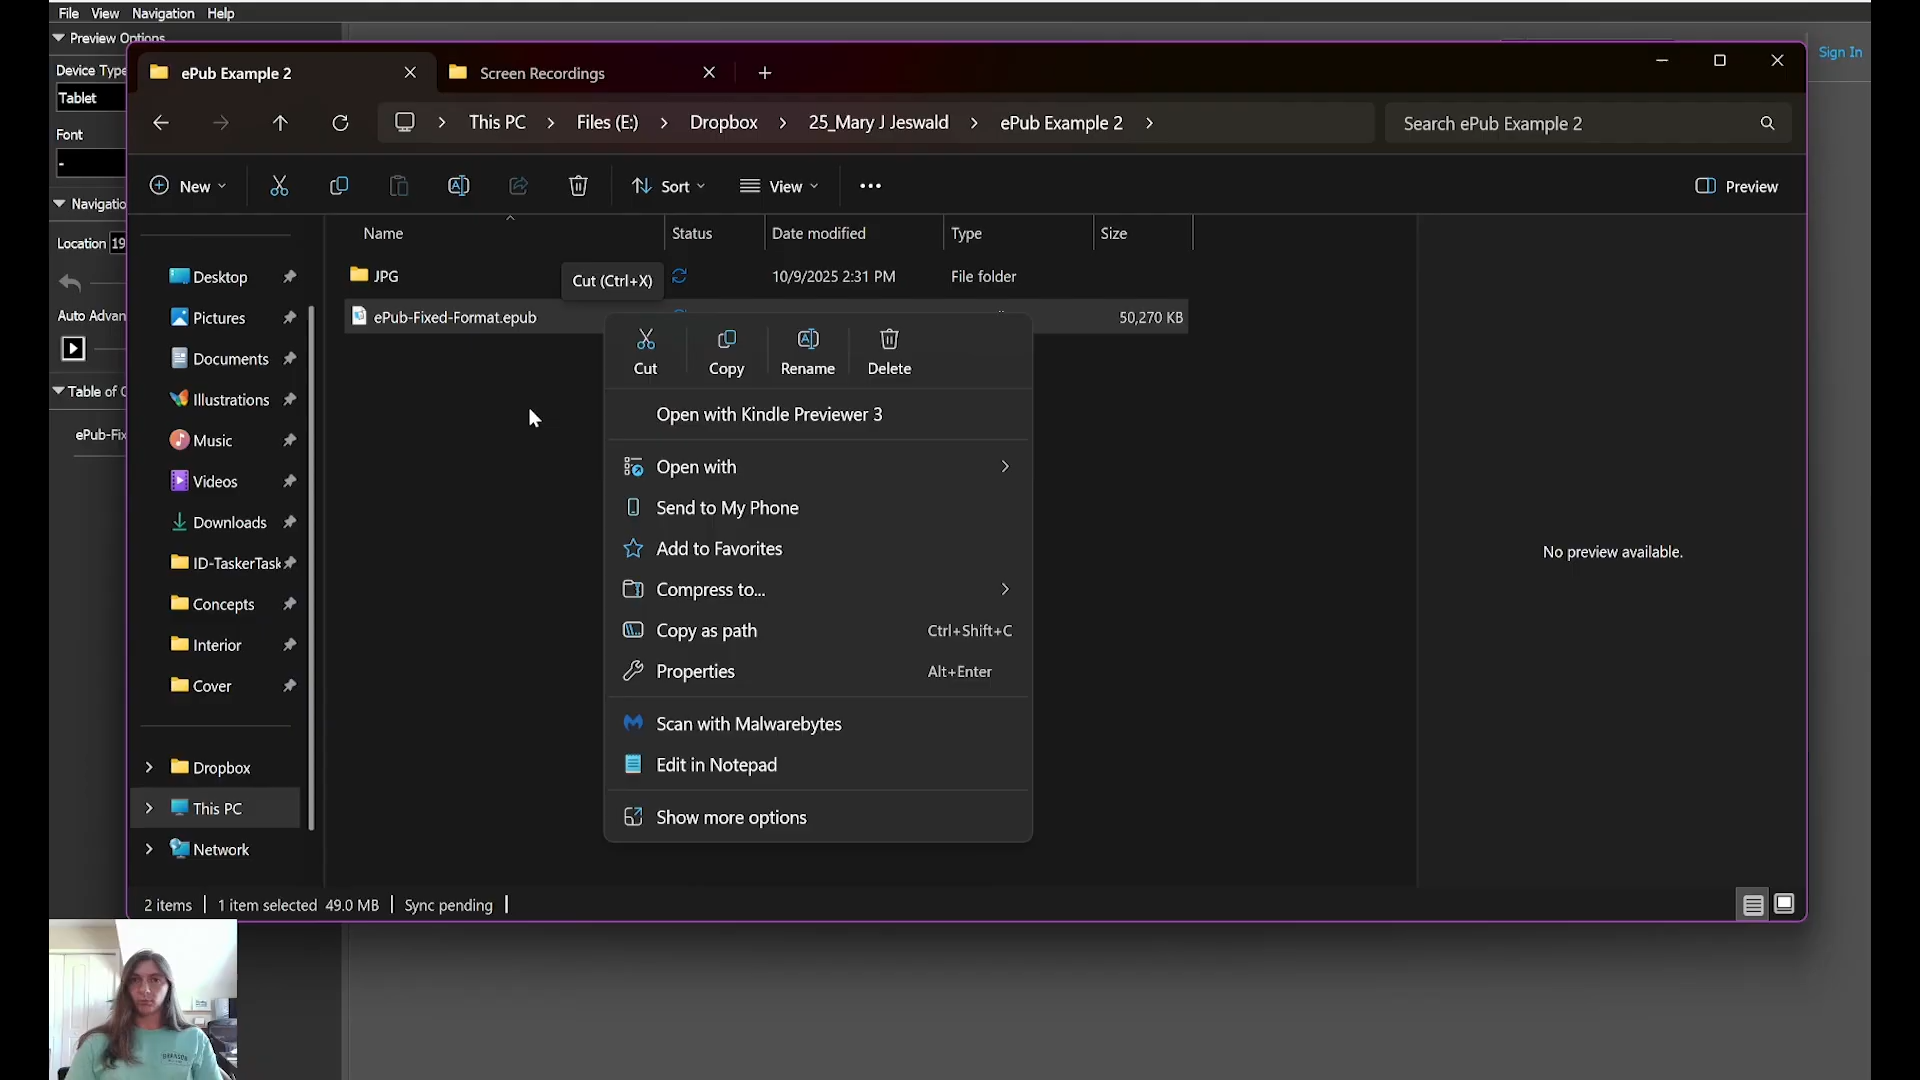 File View Navigation Help
Preview Options
Sign In
Device Type
Tablet
Font
-
Navigatio
Location 19
Auto Advan
Table of C
ePub-Fix
ePub Example 2
Screen Recordings
This PC > Files (E:) > Dropbox > 25_Mary J Jeswald > ePub Example 2 >
Search ePub Example 2
New
Sort
View
Preview
Name Status Date modified Type Size
JPG 10/9/2025 2:31 PM File folder
Cut (Ctrl+X)
ePub-Fixed-Format.epub 50,270 KB
Desktop
Pictures
Documents
Illustrations
Music
Videos
Downloads
ID-TaskerTask
Concepts
Interior
Cover
Dropbox
This PC
Network
Cut Copy Rename Delete
Open with Kindle Previewer 3
Open with
Send to My Phone
Add to Favorites
Compress to...
Copy as path Ctrl+Shift+C
Properties Alt+Enter
Scan with Malwarebytes
Edit in Notepad
Show more options
No preview available.
2 items 1 item selected 49.0 MB Sync pending